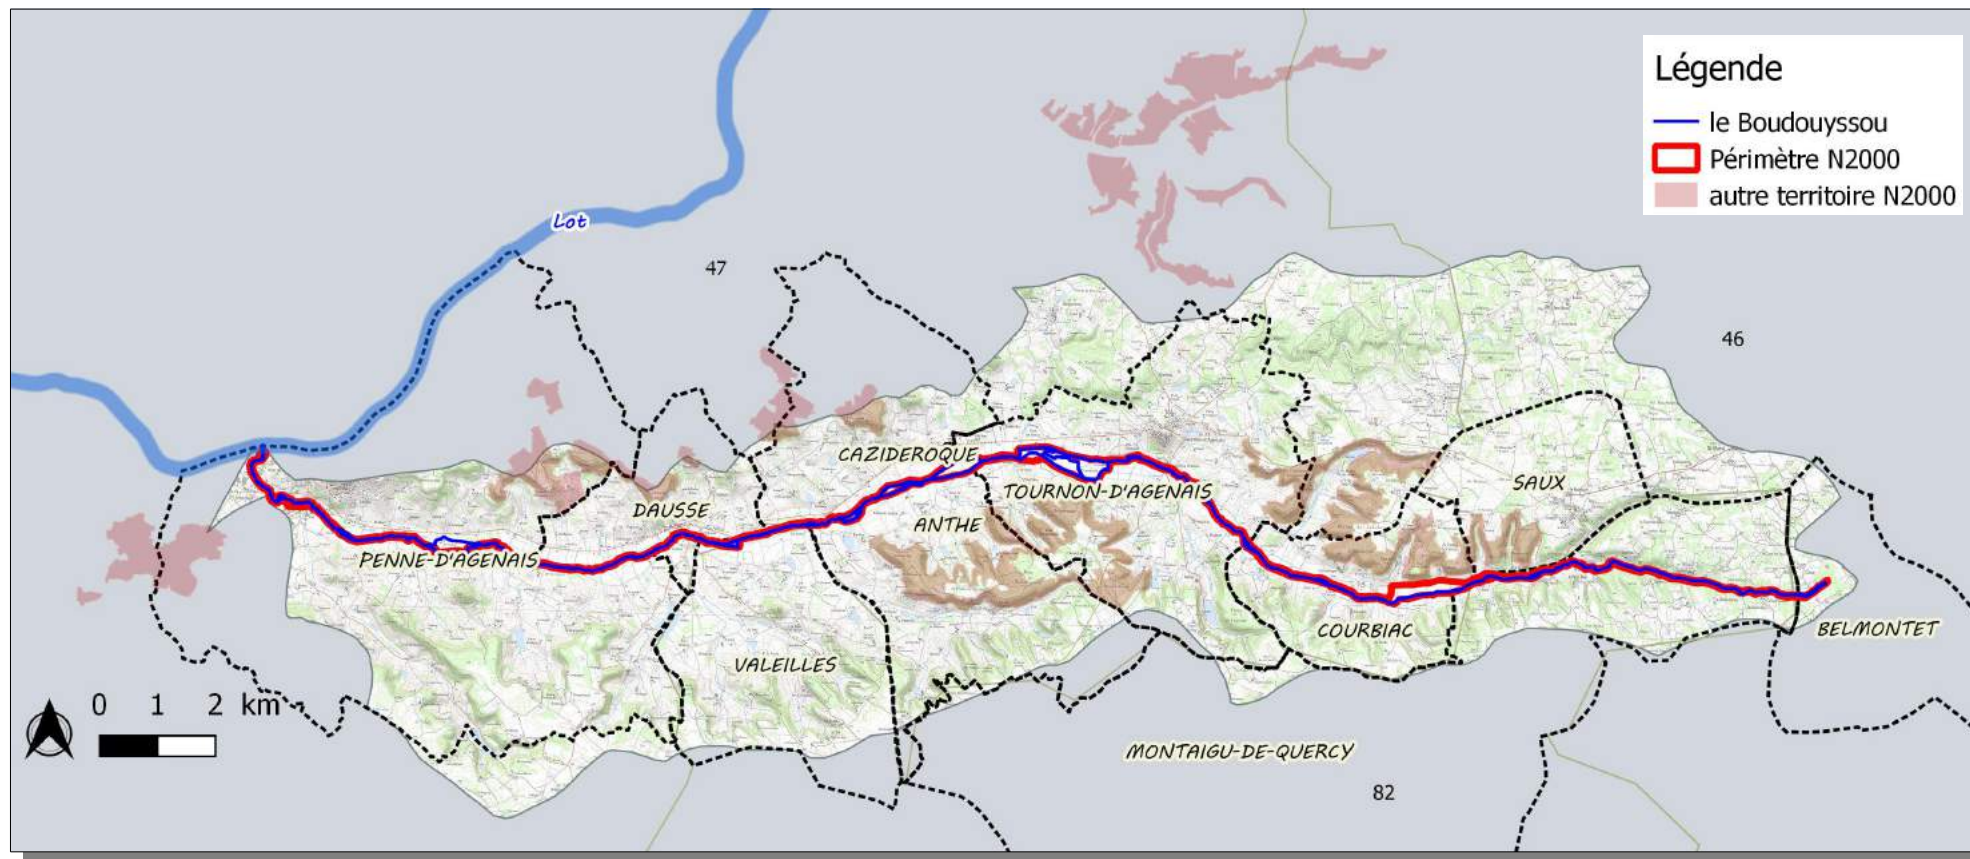 Légende
le Boudouyssou
Périmètre N2000
autre territoire N2000
Lot
47
46
CAZIDEROQUE
TOURNON-D'AGENAIS
SAUX
DAUSSE
ANTHE
PENNE-D'AGENAIS
COURBIAC
BELMONTET
VALEILLES
0 1 2 km
MONTAIGU-DE-QUERCY
82